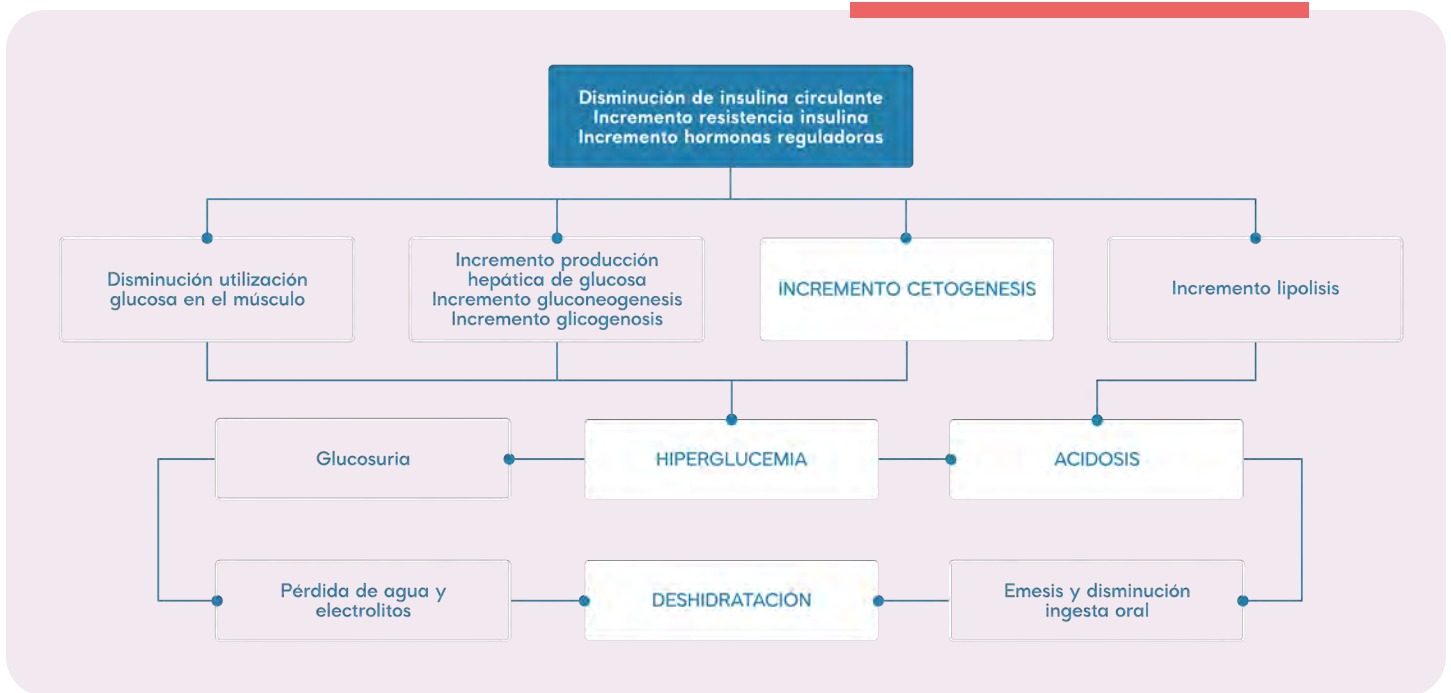 Disminución de insulina circulante
Incremento resistencia insulina
Incremento hormonas reguladoras
Disminución utilización
glucosa en el músculo
Incremento producción
hepática de glucosa
Incremento gluconeogenesis
Incremento glicogenosis
INCREMENTO CETOGENESIS
Incremento lipolisis
Glucosuria
HIPERGLUCEMIA
ACIDOSIS
Pérdida de agua y
electrolitos
DESHIDRATACIÓN
Emesis y disminución
ingesta oral